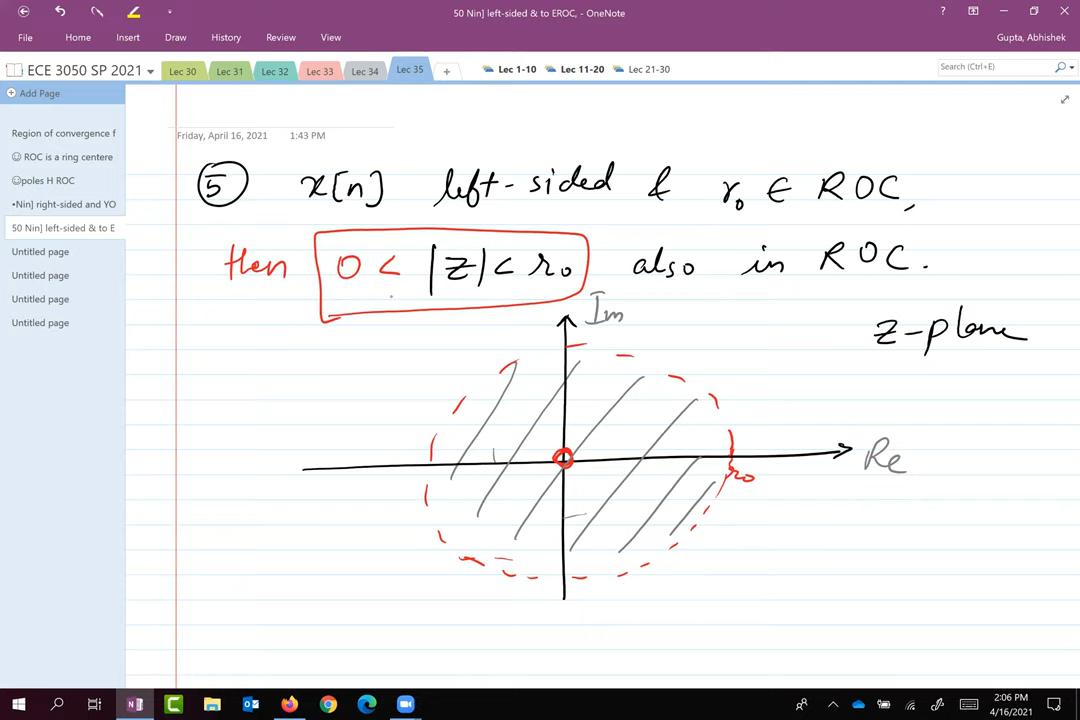 50 Nin] left-sided & to EROC, - OneNote
Gupta, Abhishek
File Home Insert Draw History Review View
ECE 3050 SP 2021
Lec 30 Lec 31 Lec 32 Lec 33 Lec 34 Lec 35 + Lec 1-10 Lec 11-20 Lec 21-30
Search (Ctrl+E)
Add Page
Region of convergence f
ROC is a ring centere
poles H ROC
•Nin] right-sided and YO
50 Nin] left-sided & to E
Untitled page
Untitled page
Untitled page
Untitled page
Friday, April 16, 2021 1:43 PM
5 x[n] left-sided & r₀ ∈ ROC,
then 0 < |z| < r₀ also in ROC.
Im
z-plane
Re
r₀
2:06 PM
4/16/2021